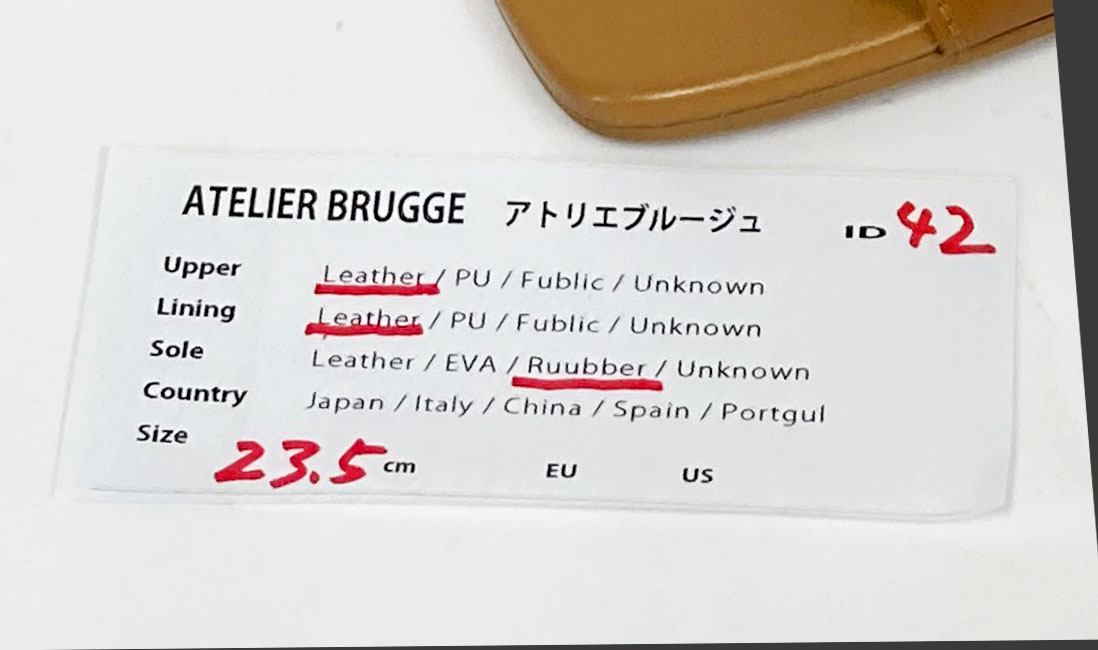 ATELIER BRUGGE アトリエブルージュ ID 42
Upper Leather / PU / Fublic / Unknown
Lining Leather / PU / Fublic / Unknown
Sole Leather / EVA / Ruubber / Unknown
Country Japan / Italy / China / Spain / Portgul
Size 23.5 cm EU US